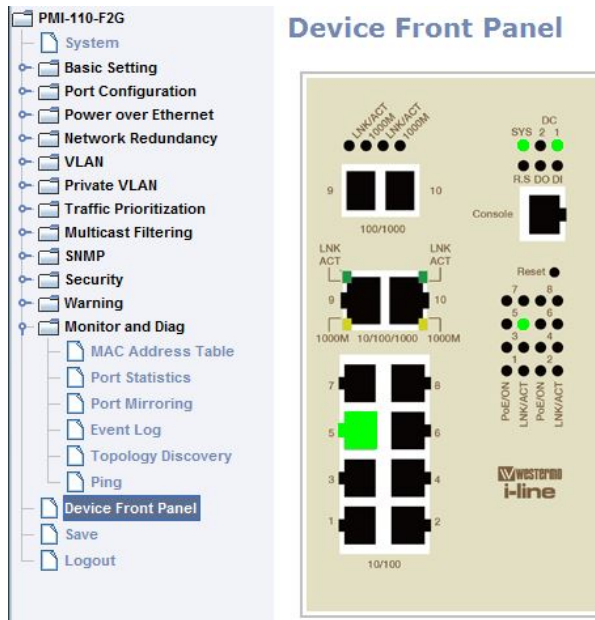 PMI-110-F2G
System
Basic Setting
Port Configuration
Power over Ethernet
Network Redundancy
VLAN
Private VLAN
Traffic Prioritization
Multicast Filtering
SNMP
Security
Warning
Monitor and Diag
MAC Address Table
Port Statistics
Port Mirroring
Event Log
Topology Discovery
Ping
Device Front Panel
Save
Logout
Device Front Panel
LNK/ACT
1000M
LNK/ACT
1000M
9 10
100/1000
LNK ACT LNK ACT
9 10
1000M 10/100/1000 1000M
7 8
5 6
3 4
1 2
10/100
DC
SYS 2 1
R.S DO DI
Console
Reset
7 8
5 6
3 4
1 2
PoE/ON
LNK/ACT
PoE/ON
LNK/ACT
westermo
i-line